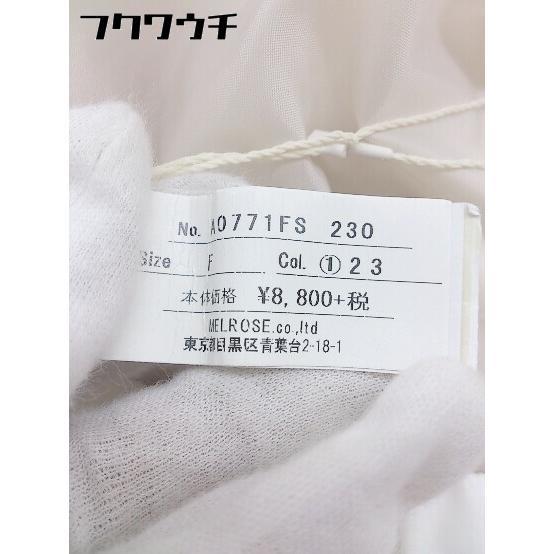 フクワウチ
No. A0771FS 230
Size F Col. ①23
本体価格 ¥8,800+税
MELROSE.co.,ltd
東京都目黒区青葉台2-18-1